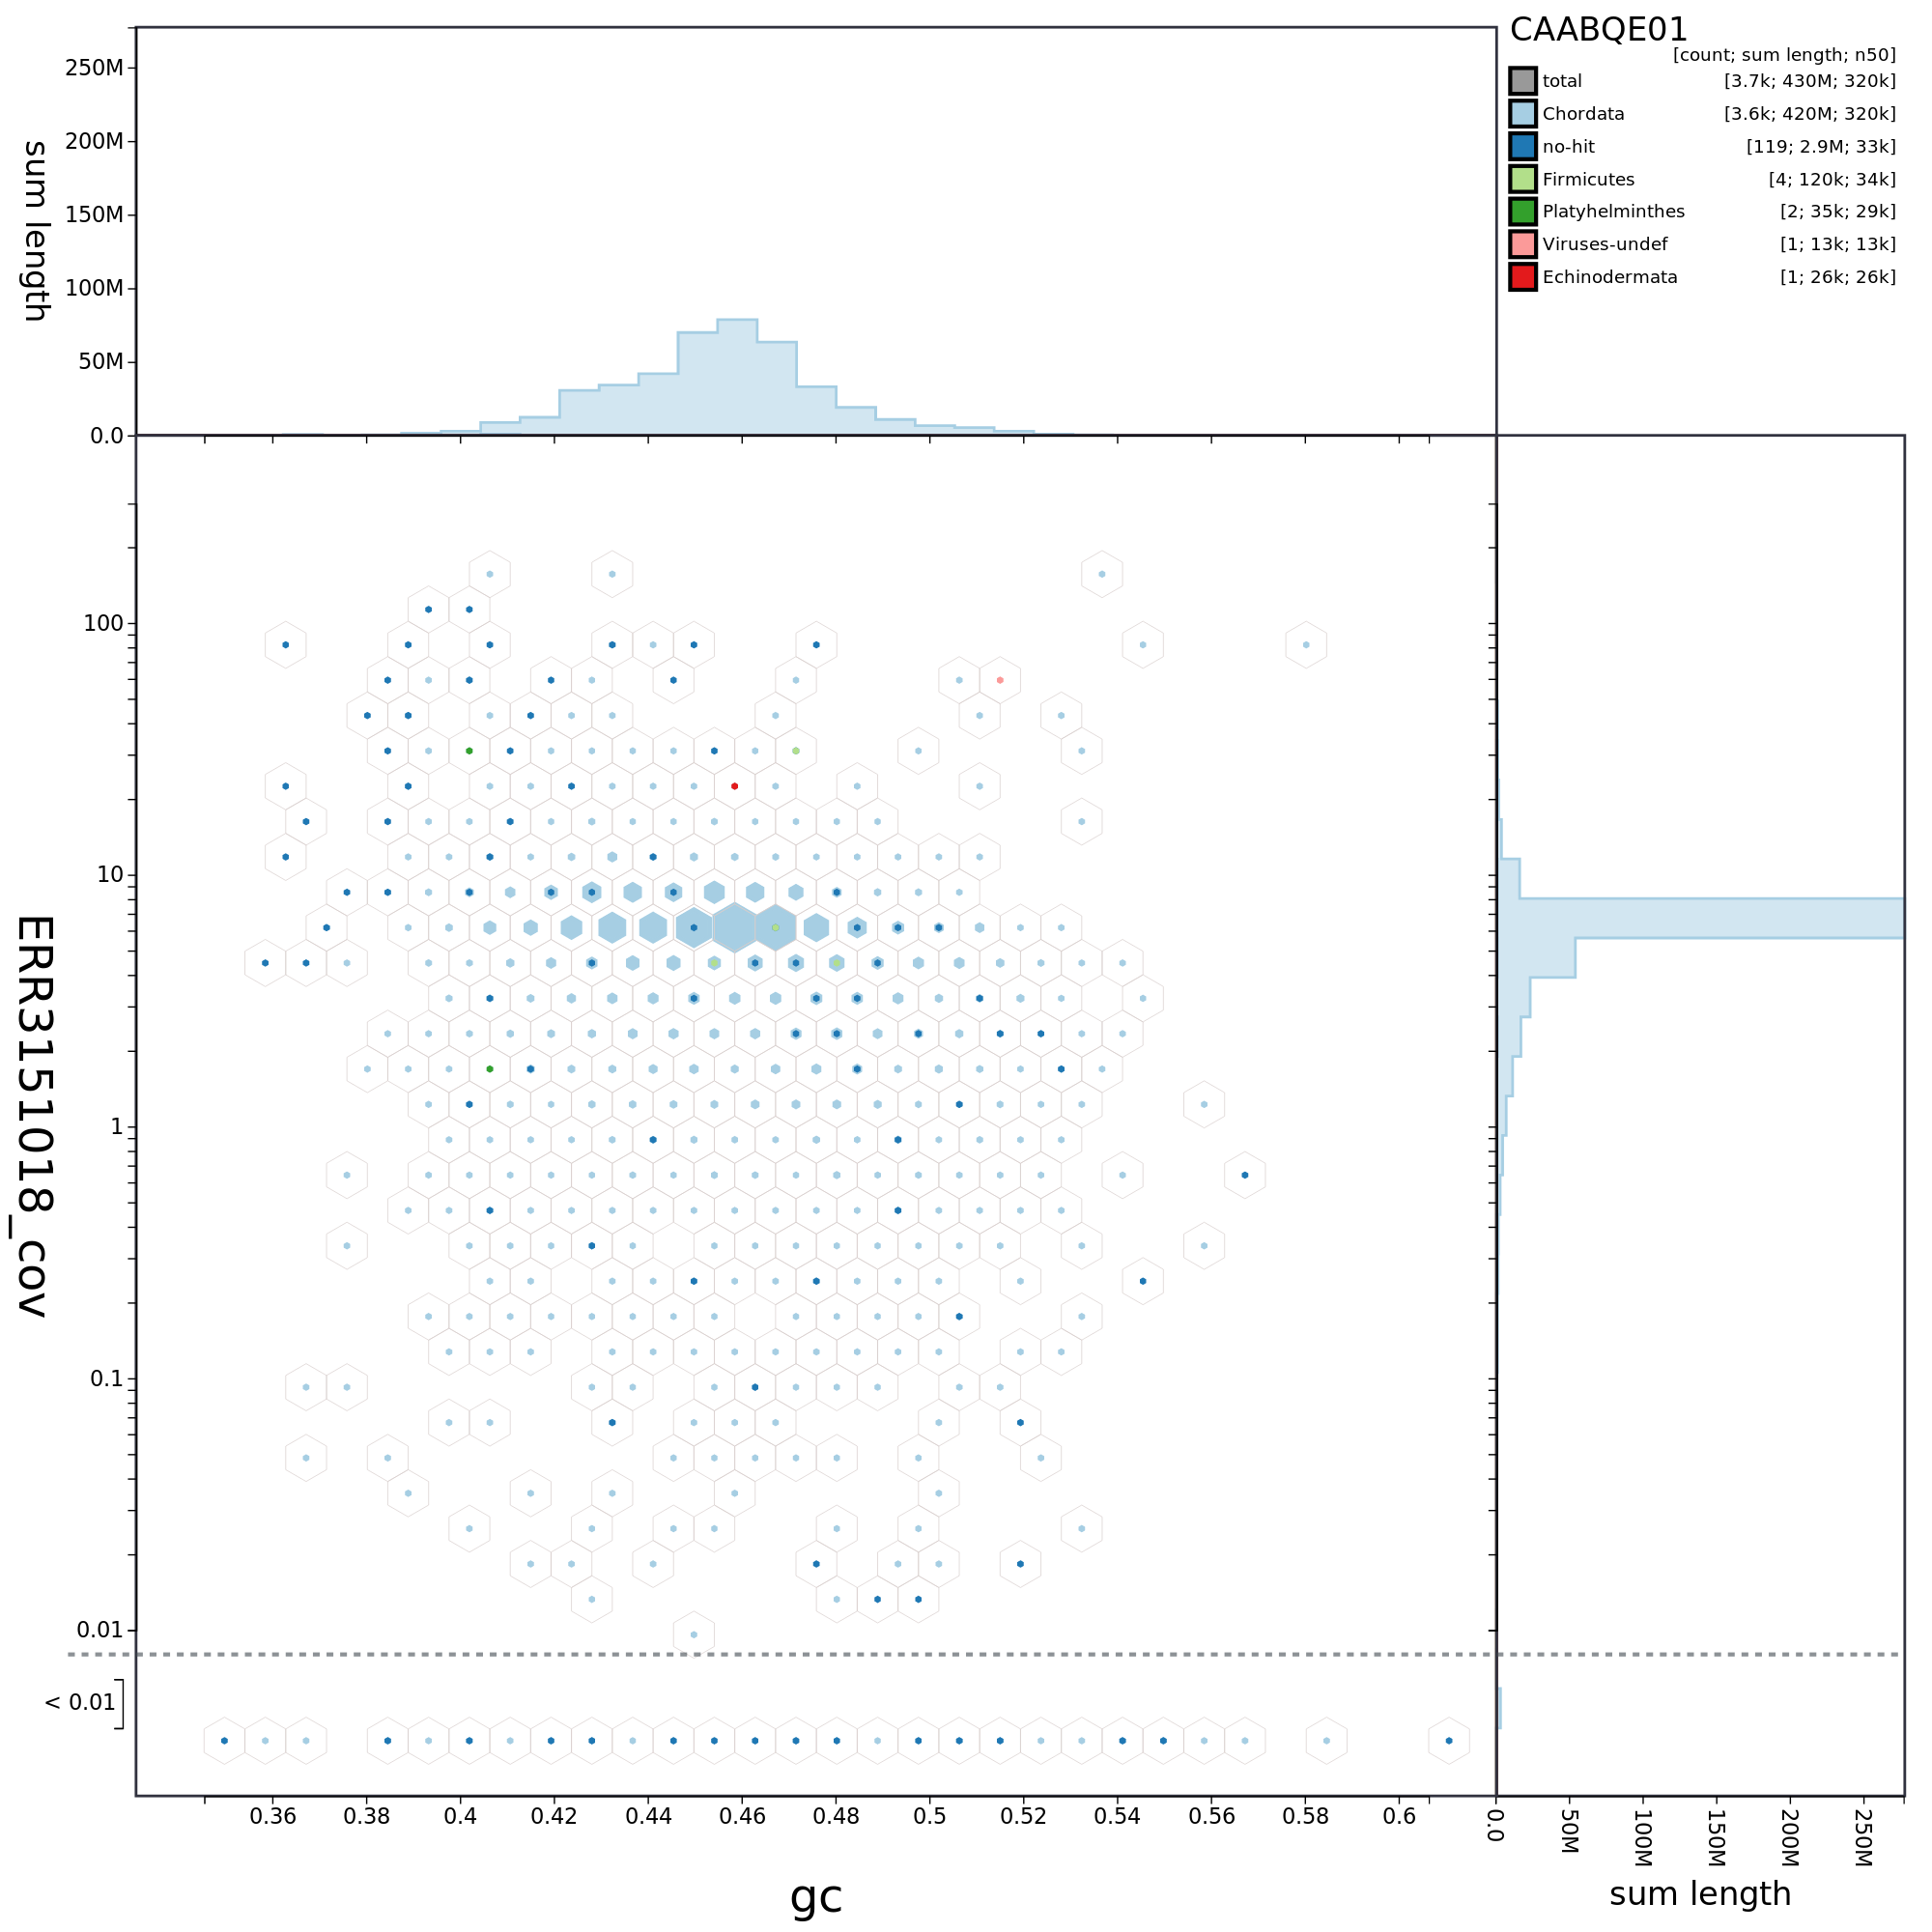 CAABQE01
[count; sum length; n50]
total [3.7k; 430M; 320k]
Chordata [3.6k; 420M; 320k]
no-hit [119; 2.9M; 33k]
Firmicutes [4; 120k; 34k]
Platyhelminthes [2; 35k; 29k]
Viruses-undef [1; 13k; 13k]
Echinodermata [1; 26k; 26k]
sum length
250M
200M
150M
100M
50M
0.0
ERR3151018_cov
100
10
1
0.1
0.01
< 0.01
0.36 0.38 0.4 0.42 0.44 0.46 0.48 0.5 0.52 0.54 0.56 0.58 0.6
gc
0.0 50M 100M 150M 200M 250M
sum length